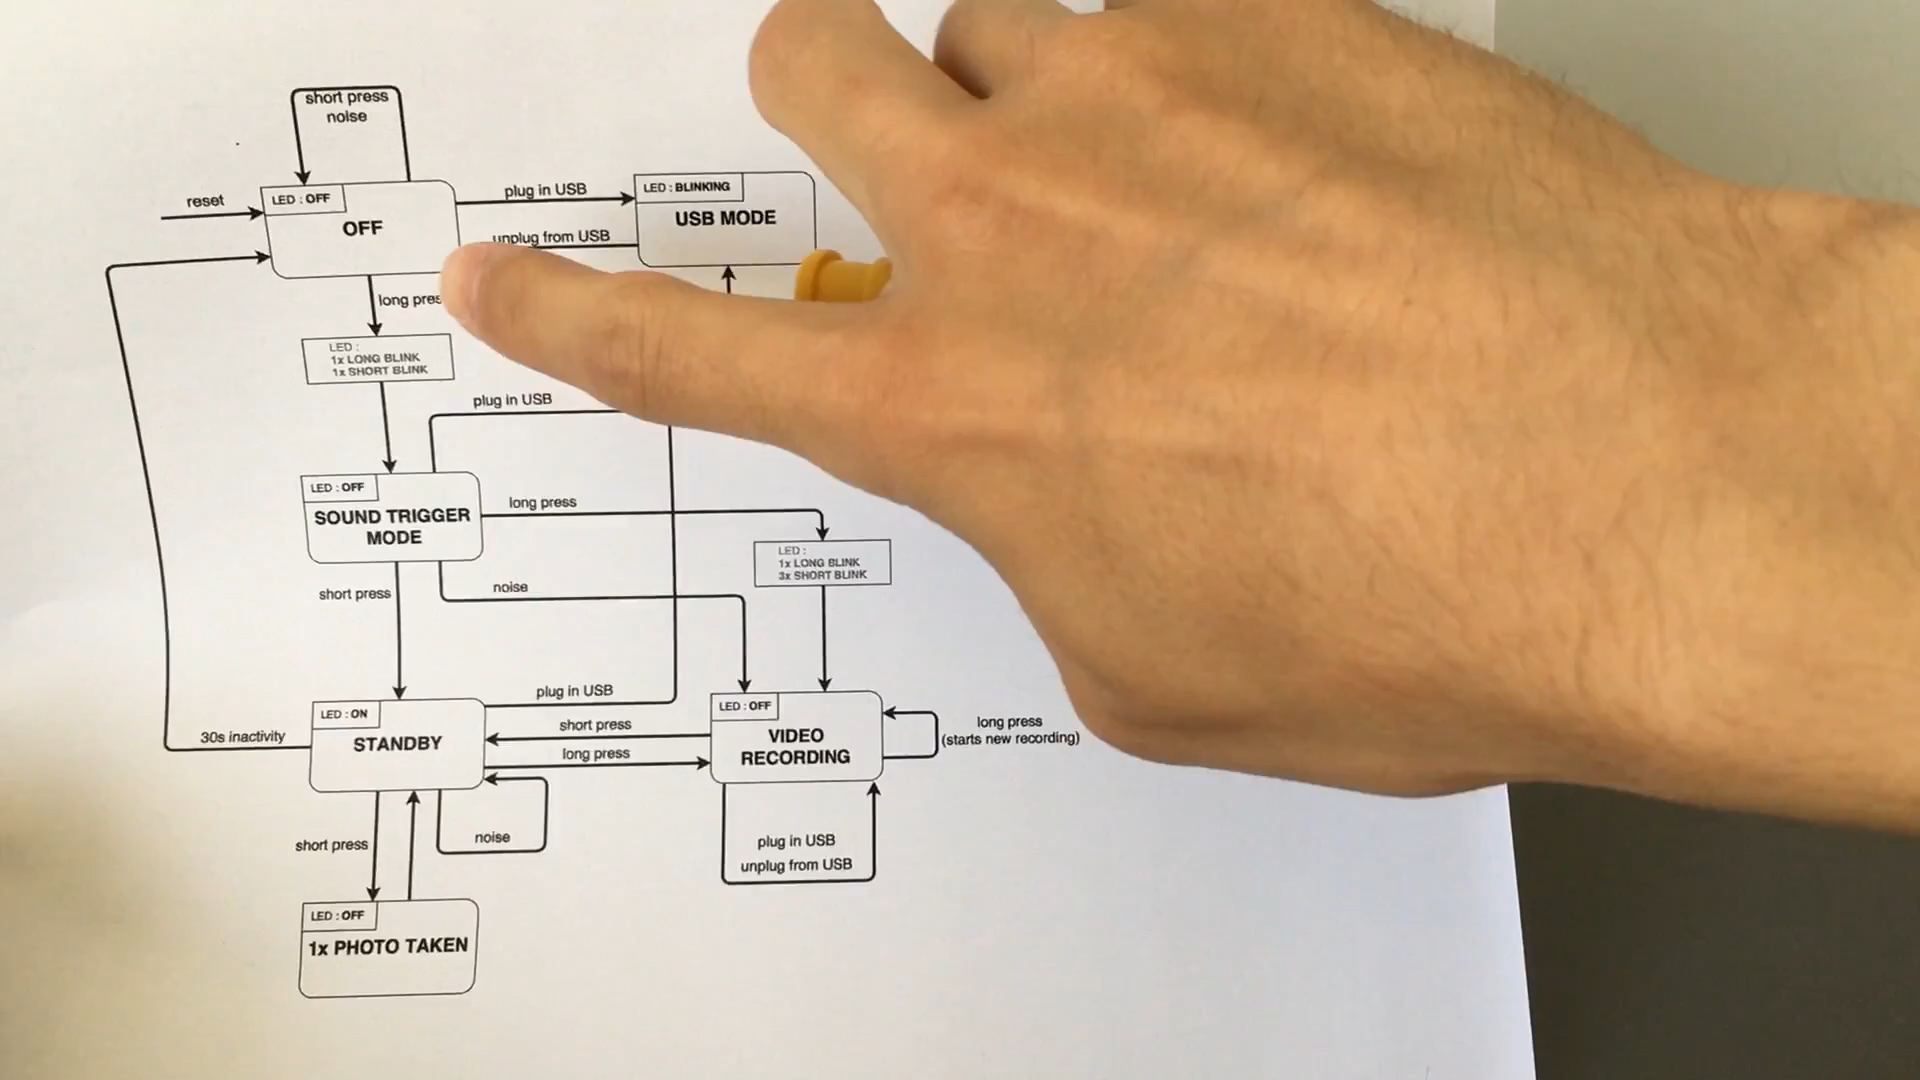 short press
noise
reset
LED : OFF
OFF
plug in USB
LED : BLINKING
USB MODE
unplug from USB
long pres
LED :
1x LONG BLINK
1x SHORT BLINK
plug in USB
LED : OFF
SOUND TRIGGER
MODE
long press
LED :
1x LONG BLINK
3x SHORT BLINK
short press
noise
plug in USB
LED : ON
STANDBY
30s inactivity
short press
long press
LED : OFF
VIDEO
RECORDING
long press
(starts new recording)
short press
noise
plug in USB
unplug from USB
LED : OFF
1x PHOTO TAKEN